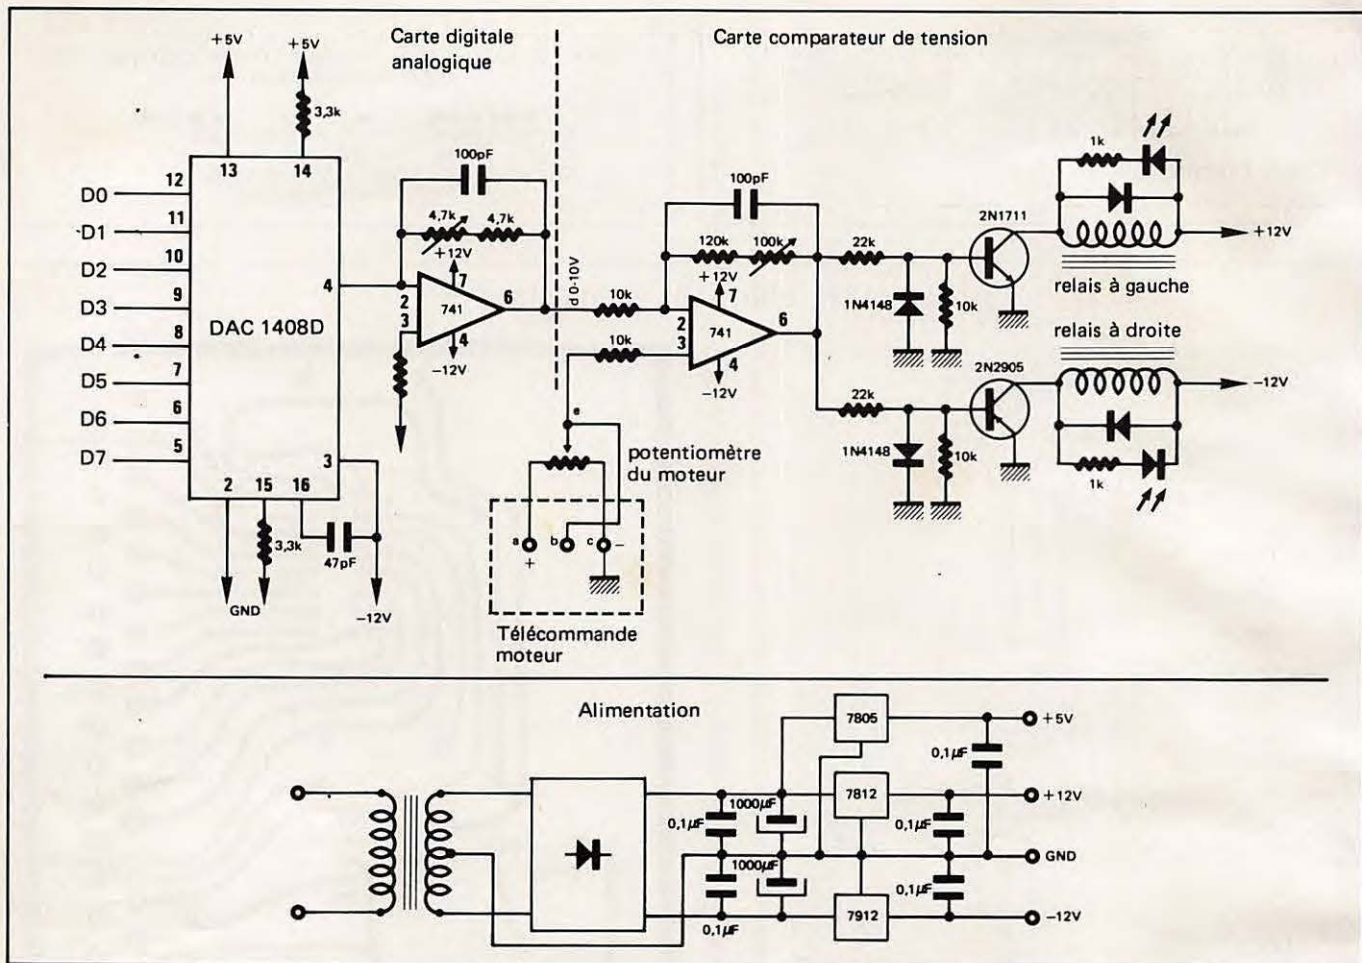 Carte digitale
analogique
Carte comparateur de tension
+5V
+5V
3,3k
13
14
D0 12
D1 11
D2 10
D3 9
D4 8
D5 7
D6 6
D7 5
DAC 1408D
4
3
2
15
16
3,3k
47pF
GND
-12V
100pF
4,7k
4,7k
+12V
7
2
3
741
6
4
-12V
d 0-10V
10k
10k
e
100pF
120k
100k
+12V
7
2
3
741
6
4
-12V
potentiomètre
du moteur
a
b
c
+
-
Télécommande
moteur
22k
1N4148
10k
2N1711
1k
+12V
relais à gauche
relais à droite
22k
1N4148
10k
2N2905
-12V
1k
Alimentation
7805
+5V
0,1µF
7812
+12V
1000µF
0,1µF
0,1µF
GND
1000µF
0,1µF
0,1µF
7912
-12V